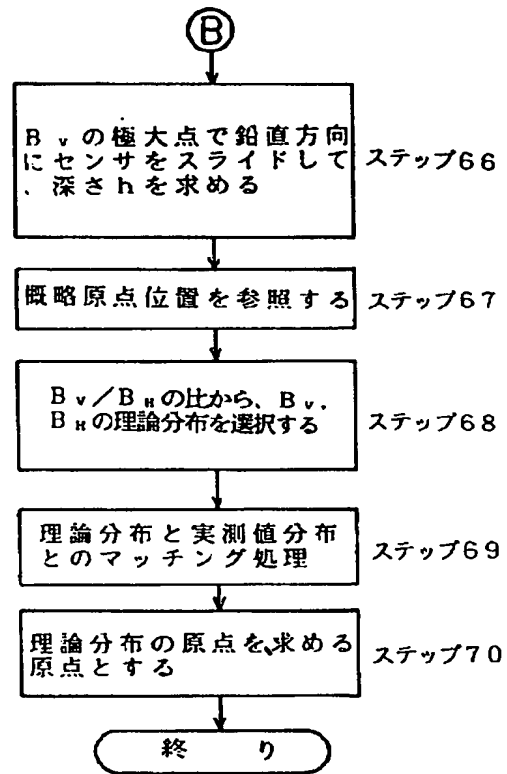 B
Bvの極大点で鉛直方向
にセンサをスライドして
、深さhを求める
ステップ66
概略原点位置を参照する
ステップ67
Bv／BHの比から、Bv.
BHの理論分布を選択する
ステップ68
理論分布と実測値分布
とのマッチング処理
ステップ69
理論分布の原点を、求める
原点とする
ステップ70
終 り